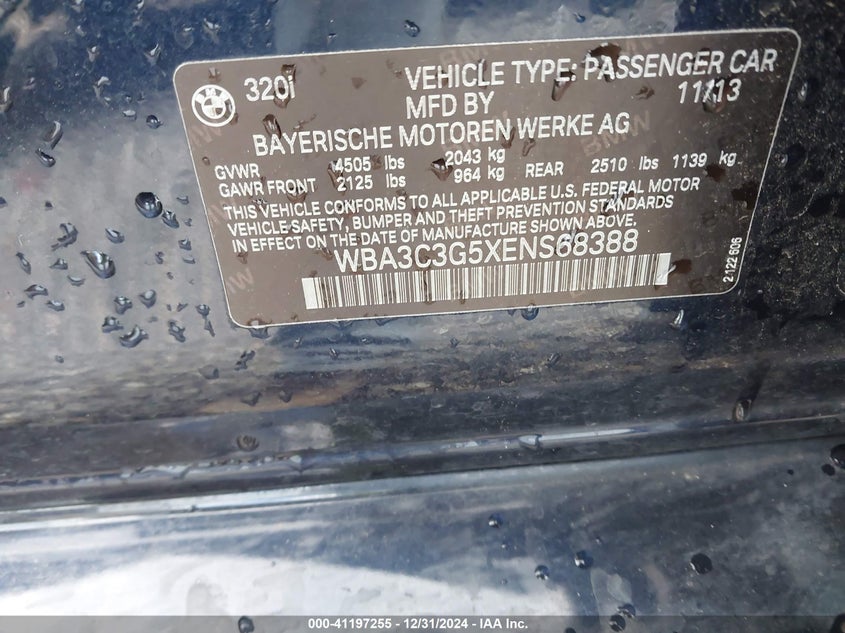 320i
VEHICLE TYPE: PASSENGER CAR
MFD BY 11/13
BAYERISCHE MOTOREN WERKE AG
GVWR 4505 lbs 2043 kg
GAWR FRONT 2125 lbs 964 kg REAR 2510 lbs 1139 kg
THIS VEHICLE CONFORMS TO ALL APPLICABLE U.S. FEDERAL MOTOR
VEHICLE SAFETY, BUMPER AND THEFT PREVENTION STANDARDS
IN EFFECT ON THE DATE OF MANUFACTURE SHOWN ABOVE.
WBA3C3G5XENS68388
2 122 606
000-41197255 - 12/31/2024 - IAA Inc.